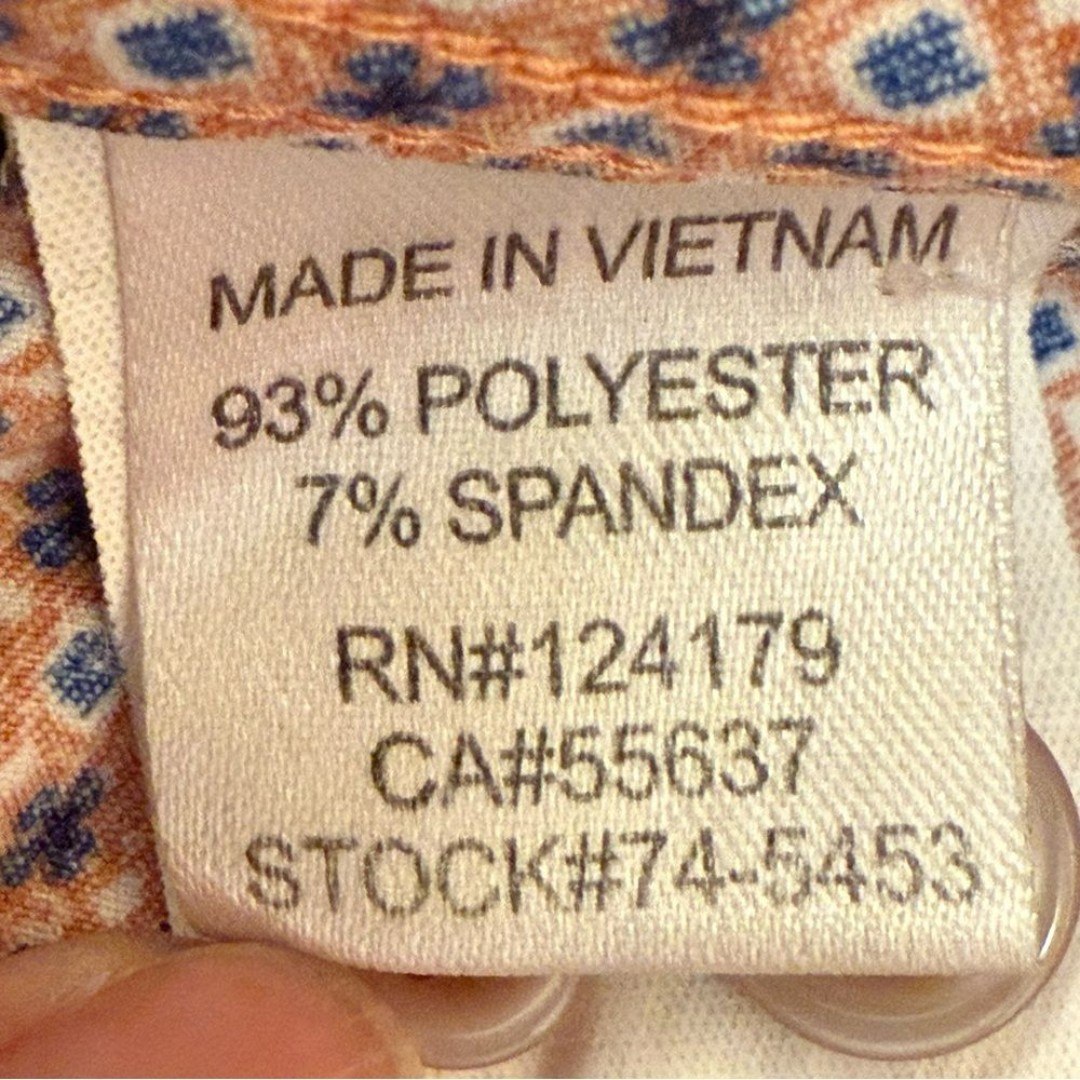 MADE IN VIETNAM
93% POLYESTER
7% SPANDEX
RN#124179
CA#55637
STOCK#74-5453